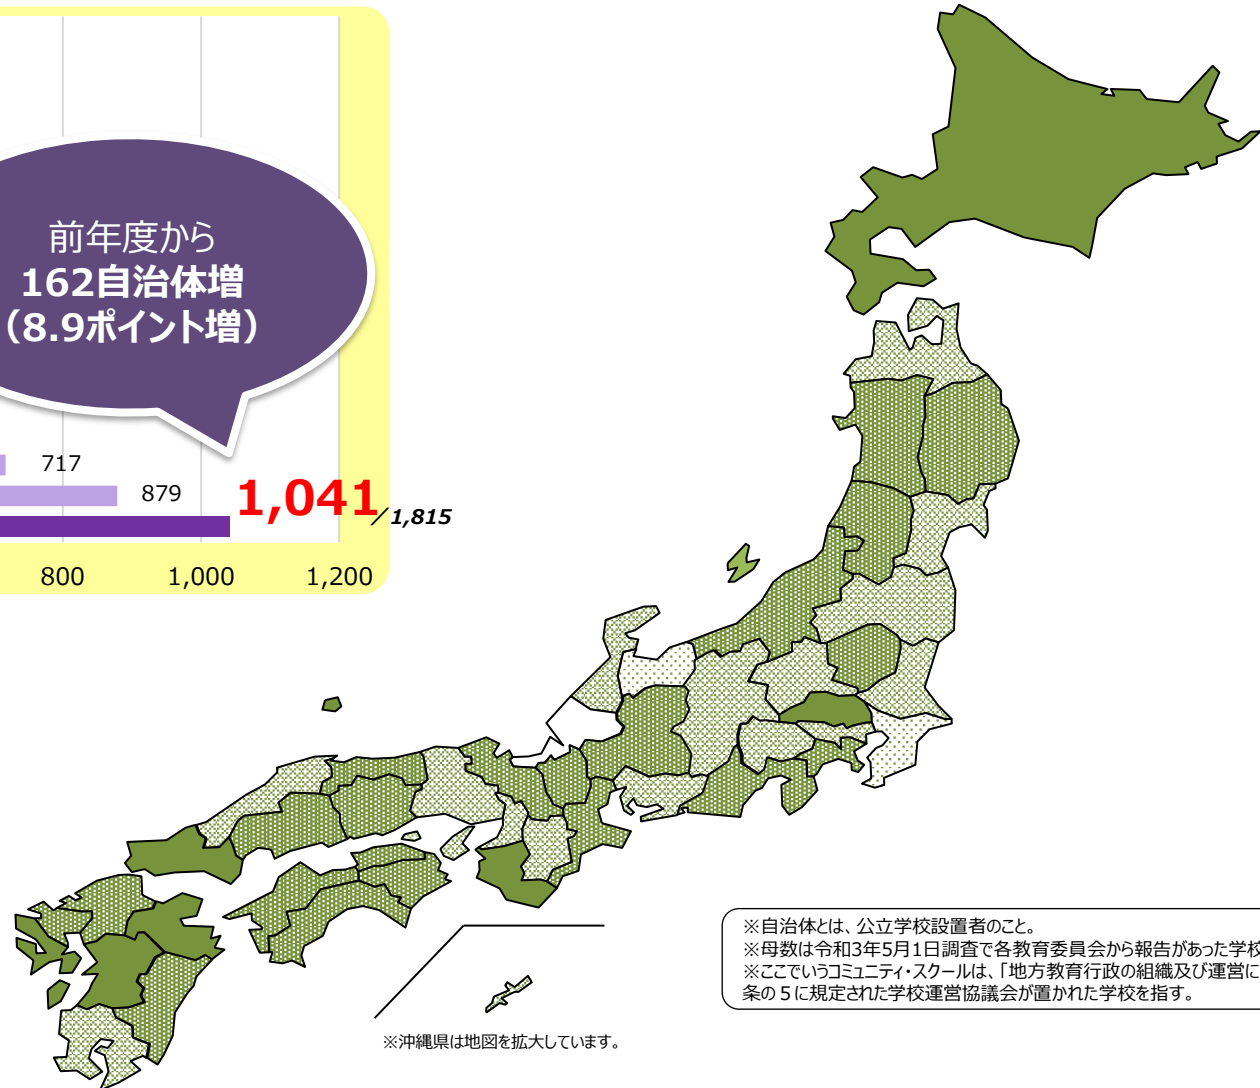 前年度から
162自治体増
（8.9ポイント増）
717
879
1,041／1,815
800 1,000 1,200
※自治体とは、公立学校設置者のこと。
※母数は令和3年5月1日調査で各教育委員会から報告があった学校
※ここでいうコミュニティ・スクールは、「地方教育行政の組織及び運営に
条の５に規定された学校運営協議会が置かれた学校を指す。
※沖縄県は地図を拡大しています。